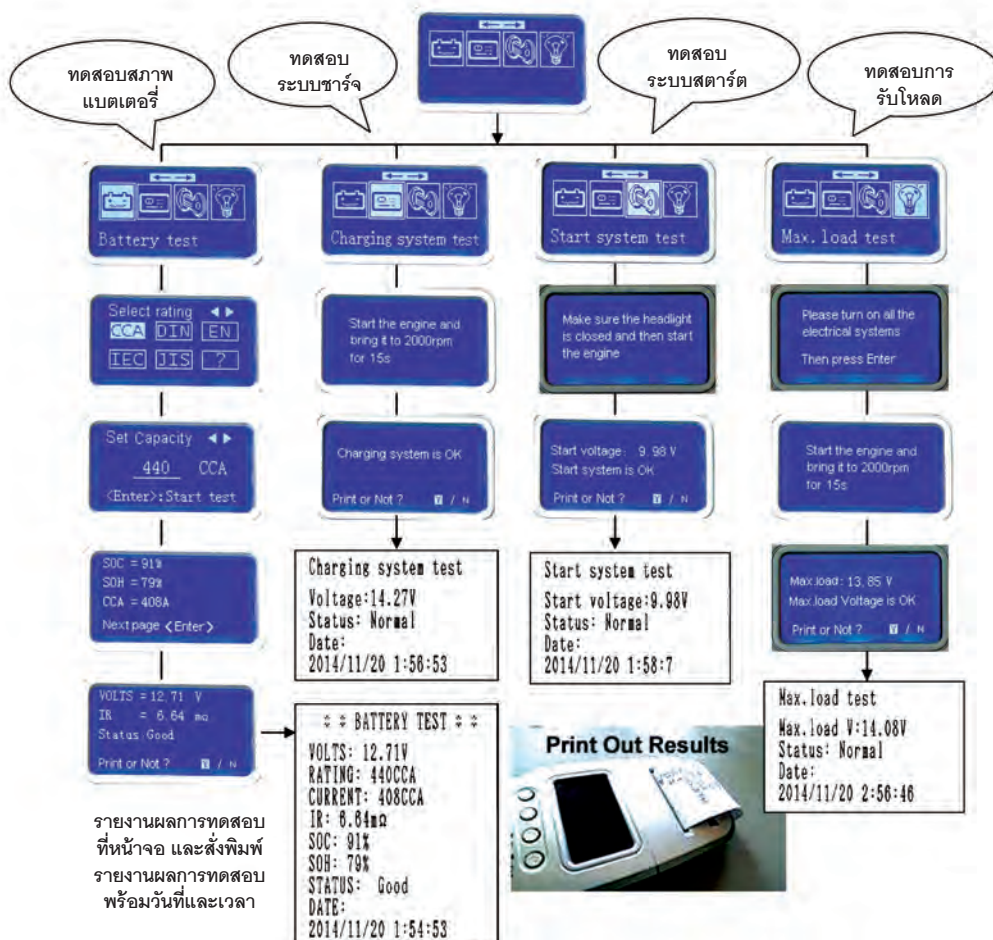 ทดสอบสภาพ
แบตเตอรี่
ทดสอบ
ระบบชาร์จ
ทดสอบ
ระบบสตาร์ต
ทดสอบการ
รับโหลด
Battery test
Charging system test
Start system test
Max. load test
Select rating
CCA DIN EN
IEC JIS ?
Start the engine and
bring it to 2000rpm
for 15s
Make sure the headlight
is closed and then start
the engine
Please turn on all the
electrical systems
Then press Enter
Set Capacity
440 CCA
<Enter>:Start test
Charging system is OK
Print or Not ? Y / N
Start voltage: 9.98 V
Start system is OK
Print or Not ? Y / N
Start the engine and
bring it to 2000rpm
for 15s
SOC = 91%
SOH = 79%
CCA = 408A
Next page <Enter>
Charging system test
Voltage:14.27V
Status: Normal
Date:
2014/11/20 1:56:53
Start system test
Start voltage:9.98V
Status: Normal
Date:
2014/11/20 1:58:7
Max.load: 13.85 V
Max.load Voltage is OK
Print or Not ? Y / N
VOLTS = 12.71 V
IR = 6.64 mΩ
Status Good
Print or Not ? Y / N
BATTERY TEST
VOLTS: 12.71V
RATING: 440CCA
CURRENT: 408CCA
IR: 6.64mΩ
SOC: 91%
SOH: 79%
STATUS: Good
DATE:
2014/11/20 1:54:53
Print Out Results
Max.load test
Max.load V:14.08V
Status: Normal
Date:
2014/11/20 2:56:46
รายงานผลการทดสอบ
ที่หน้าจอ และสั่งพิมพ์
รายงานผลการทดสอบ
พร้อมวันที่และเวลา